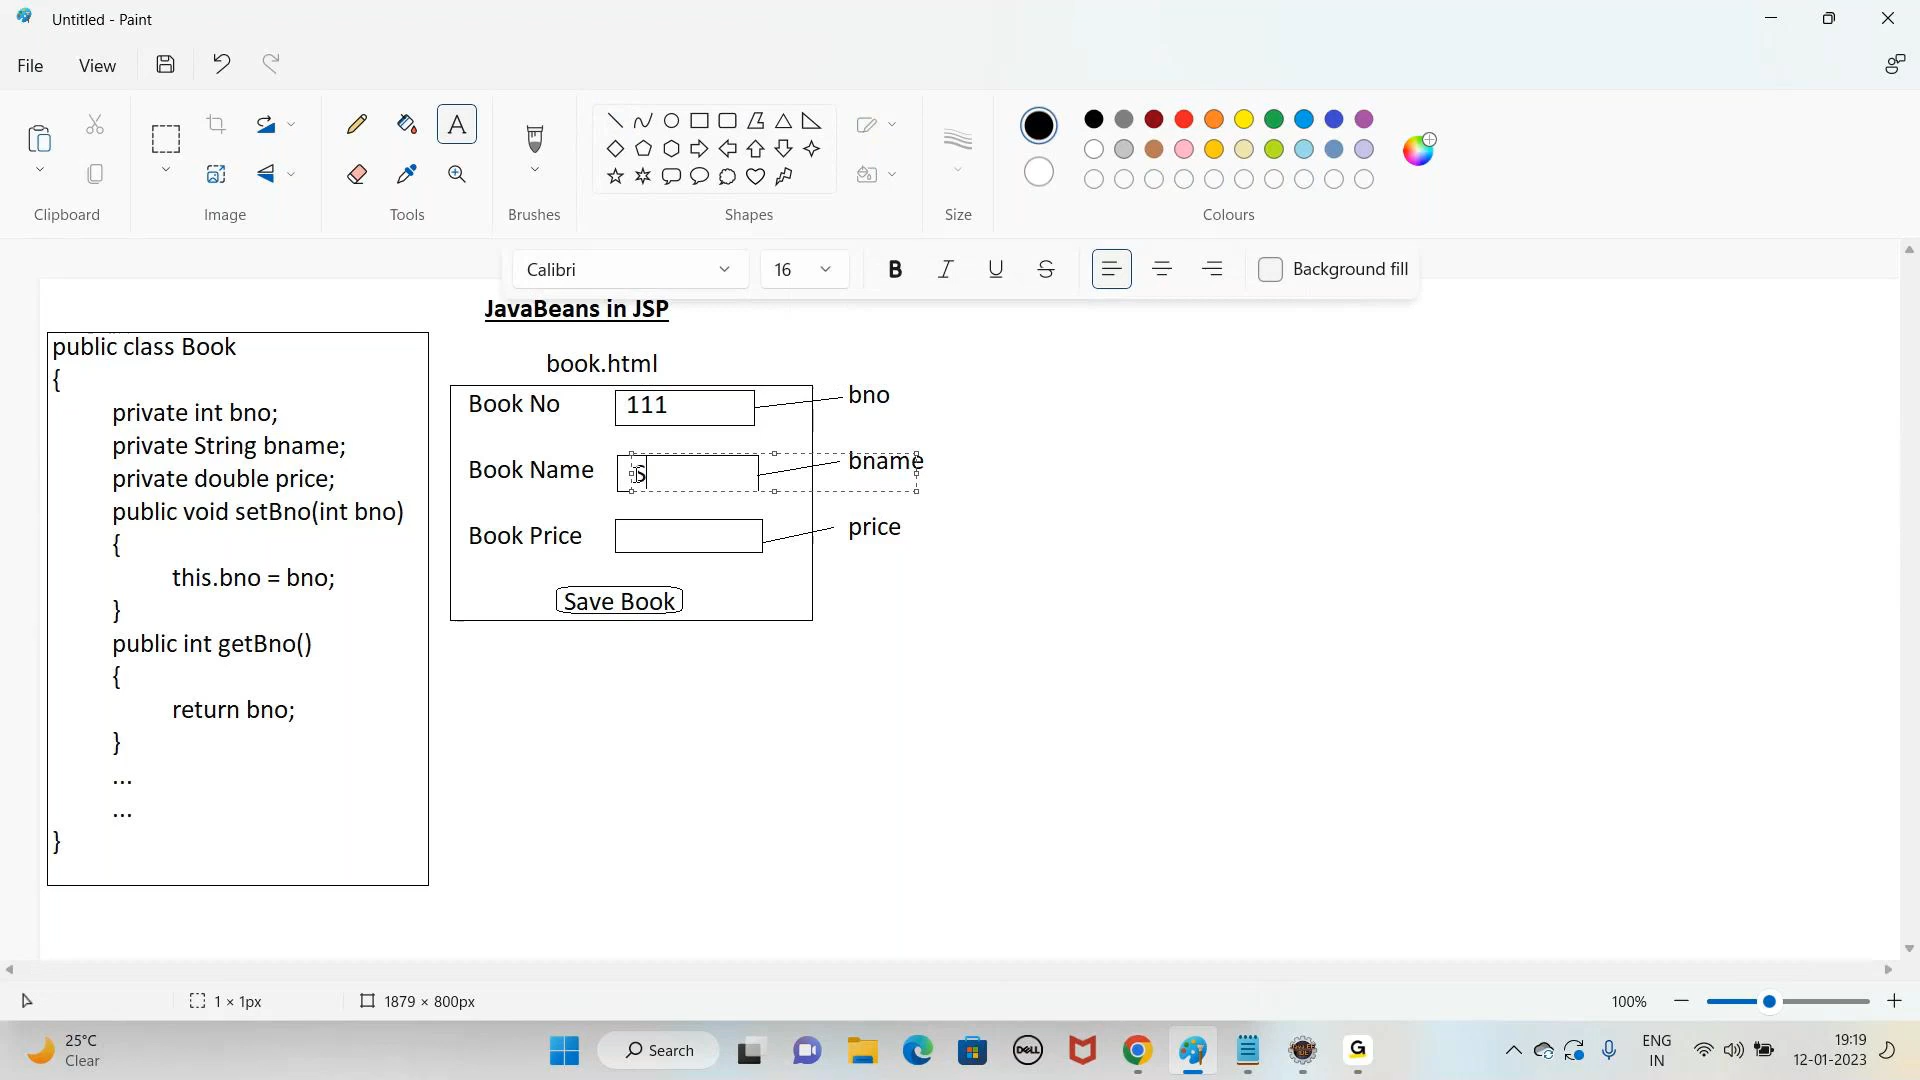 Untitled - Paint
File
View
Clipboard
Image
Tools
Brushes
Shapes
Size
Colours
Calibri
16
B
I
U
S
Background fill
JavaBeans in JSP
public class Book
{
private int bno;
private String bname;
private double price;
public void setBno(int bno)
{
this.bno = bno;
}
public int getBno()
{
return bno;
}
...
...
}
book.html
Book No
111
bno
Book Name
S
bname
Book Price
price
Save Book
1 × 1px
1879 × 800px
100%
25°C
Clear
Search
DELL
G
ENG
IN
19:19
12-01-2023